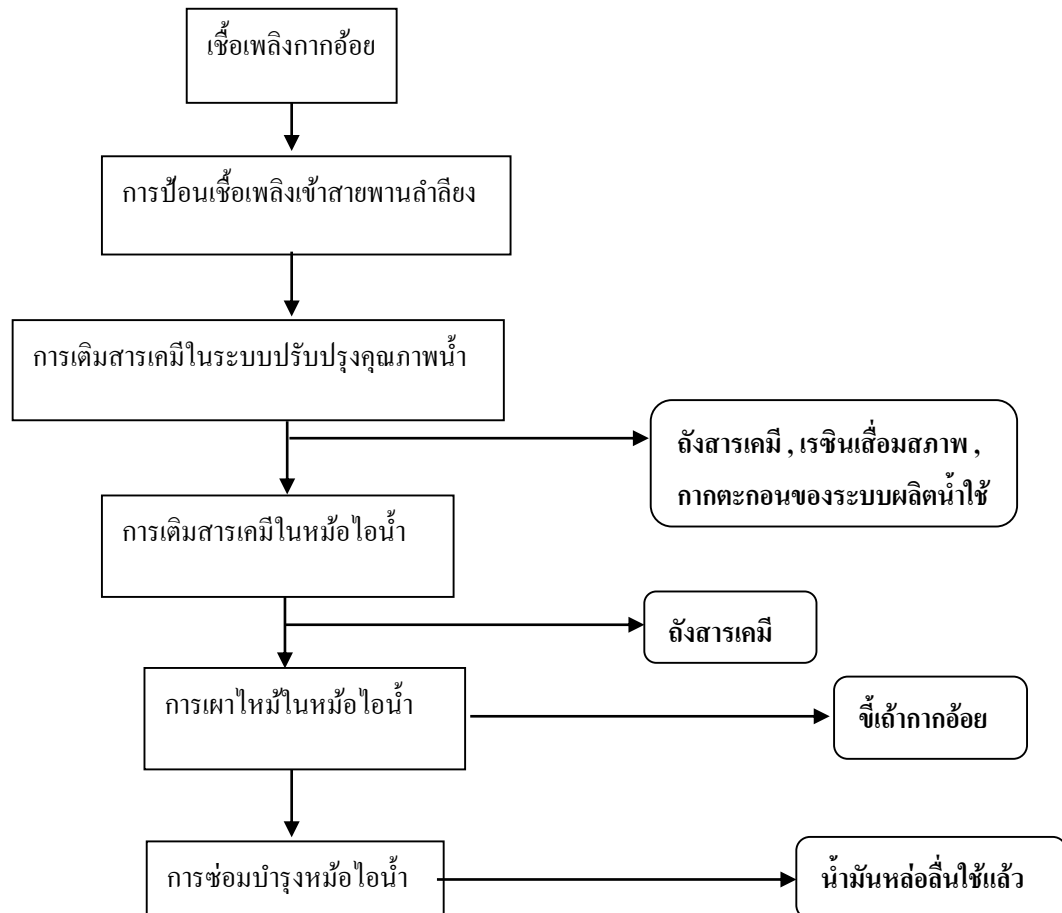 เชื้อเพลิงกากอ้อย
การป้อนเชื้อเพลิงเข้าสายพานลำลียง
การเติมสารเคมีในระบบปรับปรุงคุณภาพน้ำ
ถังสารเคมี , เรซินเสื่อมสภาพ ,
กากตะกอนของระบบผลิตน้ำใช้
การเติมสารเคมีในหม้อไอน้ำ
ถังสารเคมี
การเผาไหม้ในหม้อไอน้ำ
ขี้เถ้ากากอ้อย
การซ่อมบำรุงหม้อไอน้ำ
น้ำมันหล่อลื่นใช้แล้ว